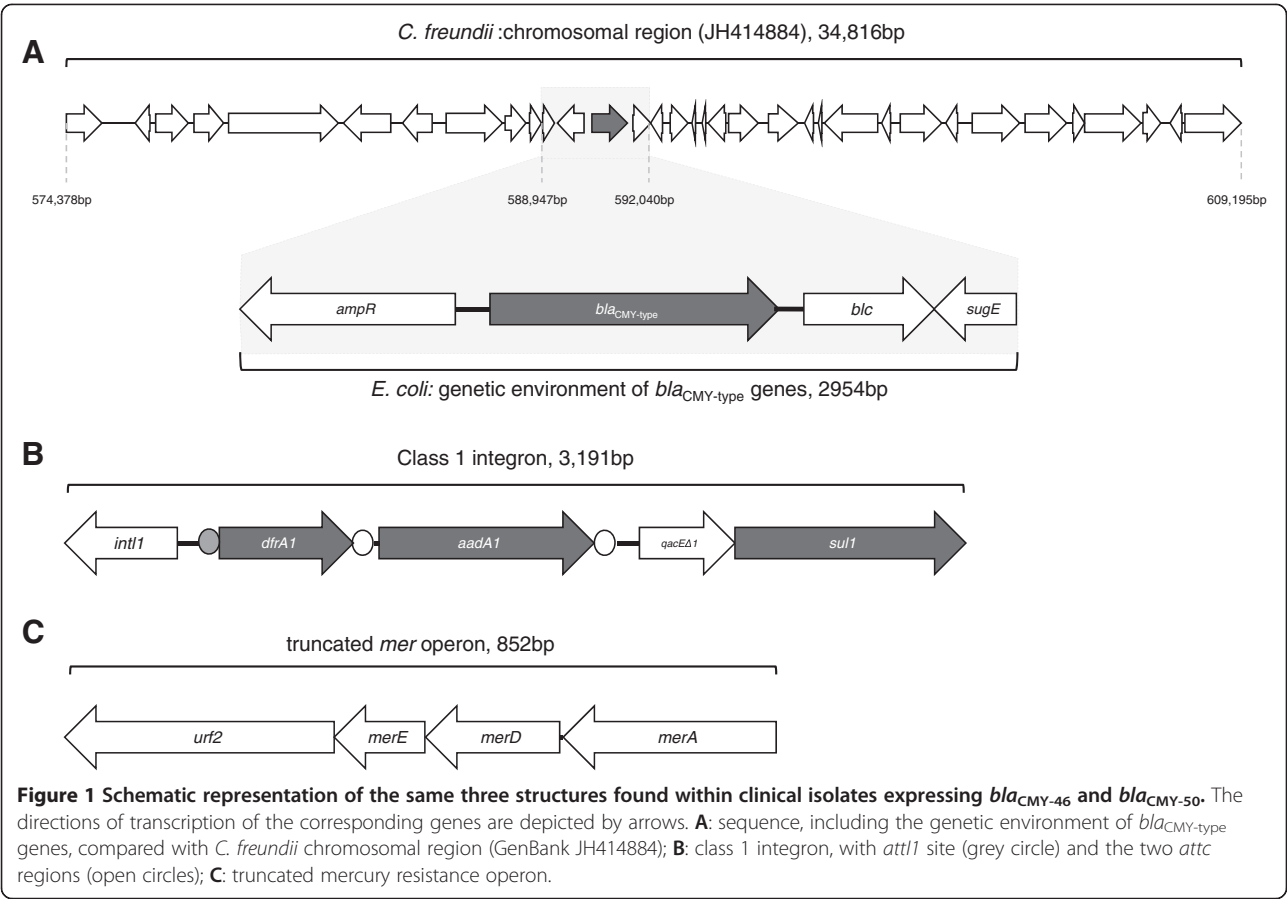 A
C. freundii :chromosomal region (JH414884), 34,816bp
574,378bp
588,947bp
592,040bp
609,195bp
ampR
blaCMY-type
blc
sugE
E. coli: genetic environment of blaCMY-type genes, 2954bp
B
Class 1 integron, 3,191bp
intI1
dfrA1
aadA1
qacEΔ1
sul1
C
truncated mer operon, 852bp
urf2
merE
merD
merA
Figure 1 Schematic representation of the same three structures found within clinical isolates expressing blaCMY-46 and blaCMY-50. The
directions of transcription of the corresponding genes are depicted by arrows. A: sequence, including the genetic environment of blaCMY-type
genes, compared with C. freundii chromosomal region (GenBank JH414884); B: class 1 integron, with attI1 site (grey circle) and the two attc
regions (open circles); C: truncated mercury resistance operon.